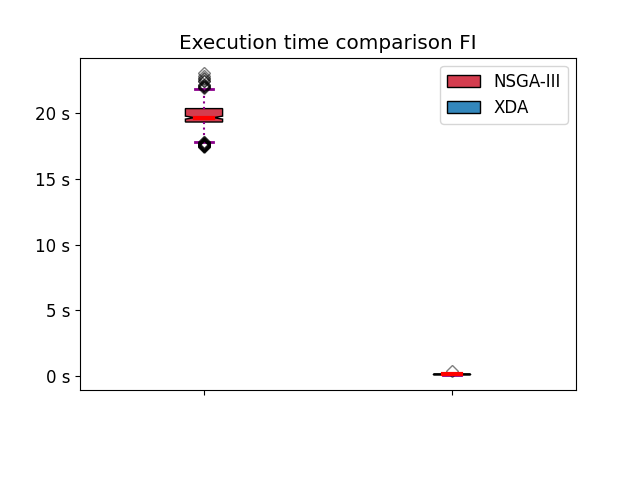 Execution time comparison FI
NSGA-III
XDA
20 s
15 s
10 s
5 s
0 s